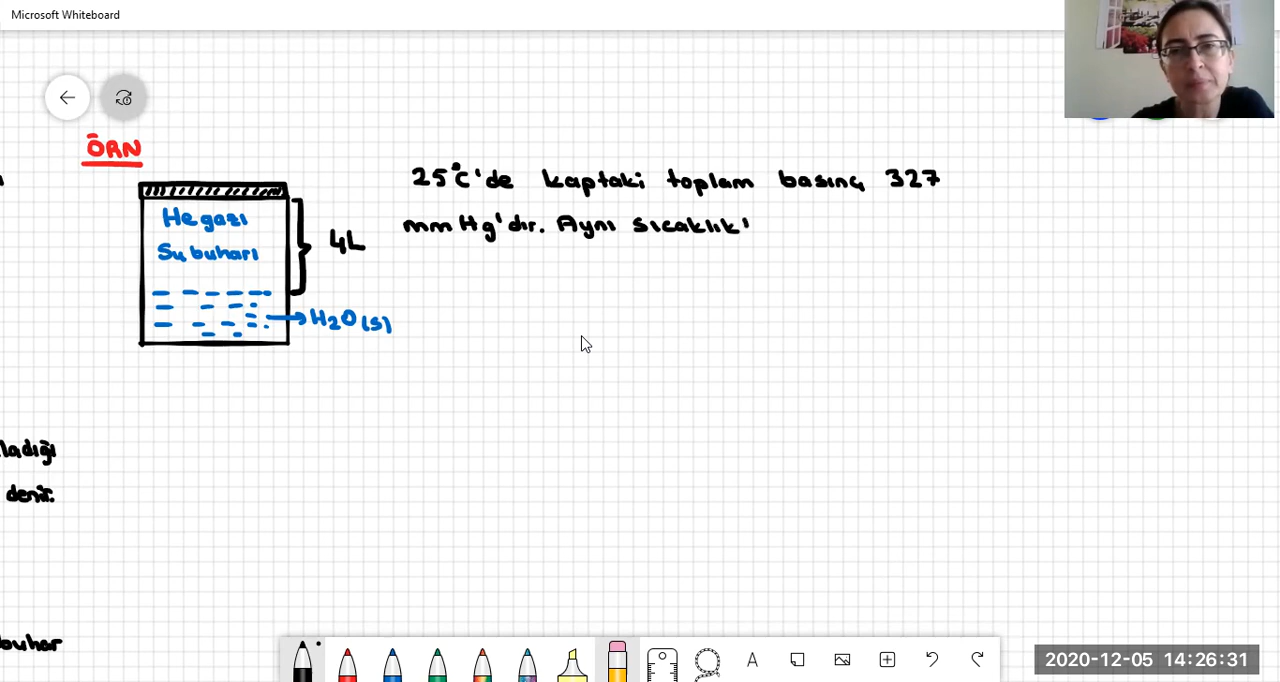 Microsoft Whiteboard
ÖRN
25°C'de kaptaki toplam basınç 327
mmHg'dır. Aynı sıcaklık'
He gazı
Su buharı
4L
H2O(s)
ladığı
denir.
buhar
2020-12-05 14:26:31